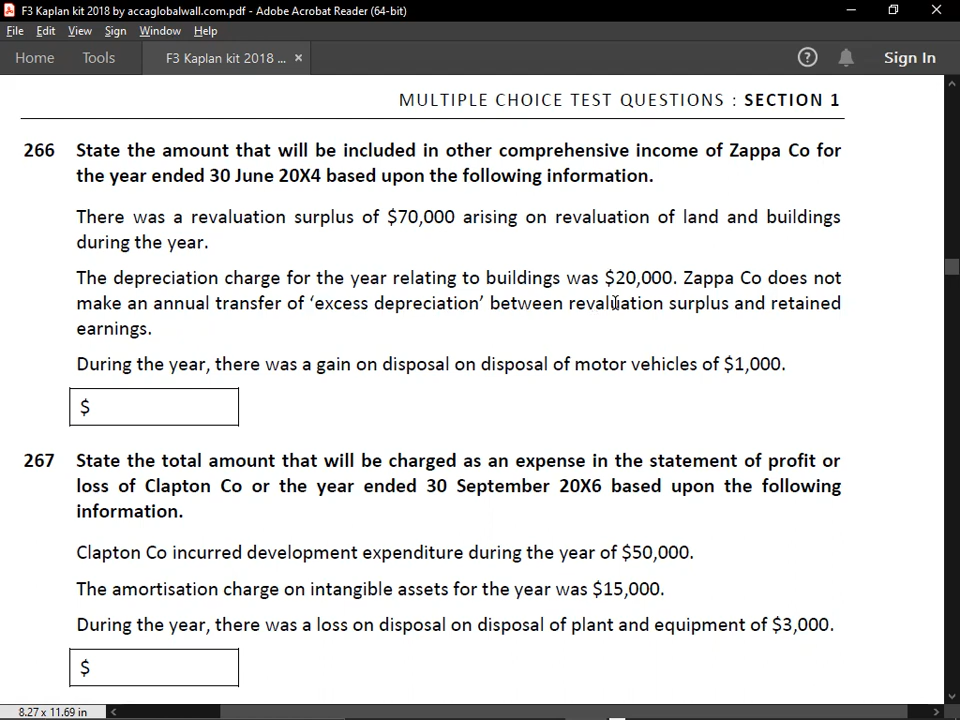 F3 Kaplan kit 2018 by accaglobalwall.com.pdf - Adobe Acrobat Reader (64-bit)
File Edit View Sign Window Help
Home Tools F3 Kaplan kit 2018 ... × ? Sign In
MULTIPLE CHOICE TEST QUESTIONS : SECTION 1
266 State the amount that will be included in other comprehensive income of Zappa Co for
the year ended 30 June 20X4 based upon the following information.
There was a revaluation surplus of $70,000 arising on revaluation of land and buildings
during the year.
The depreciation charge for the year relating to buildings was $20,000. Zappa Co does not
make an annual transfer of ‘excess depreciation’ between revaluation surplus and retained
earnings.
During the year, there was a gain on disposal on disposal of motor vehicles of $1,000.
$
267 State the total amount that will be charged as an expense in the statement of profit or
loss of Clapton Co or the year ended 30 September 20X6 based upon the following
information.
Clapton Co incurred development expenditure during the year of $50,000.
The amortisation charge on intangible assets for the year was $15,000.
During the year, there was a loss on disposal on disposal of plant and equipment of $3,000.
$
8.27 x 11.69 in